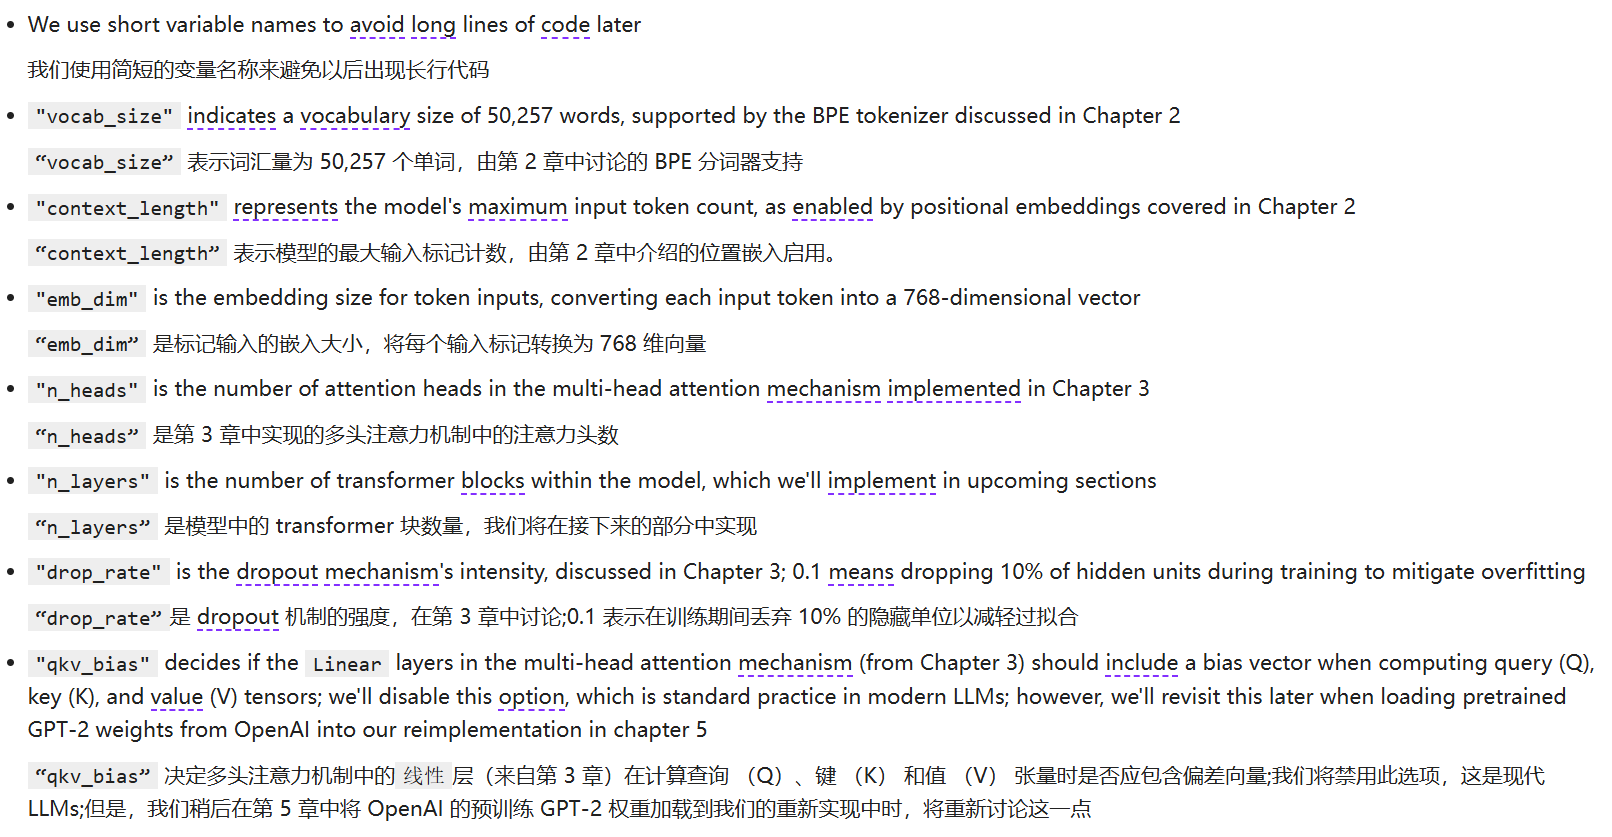 We use short variable names to avoid long lines of code later
我们使用简短的变量名称来避免以后出现长行代码
"vocab_size" indicates a vocabulary size of 50,257 words, supported by the BPE tokenizer discussed in Chapter 2
“vocab_size” 表示词汇量为 50,257 个单词，由第 2 章中讨论的 BPE 分词器支持
"context_length" represents the model's maximum input token count, as enabled by positional embeddings covered in Chapter 2
“context_length” 表示模型的最大输入标记计数，由第 2 章中介绍的位置嵌入启用。
"emb_dim" is the embedding size for token inputs, converting each input token into a 768-dimensional vector
“emb_dim” 是标记输入的嵌入大小，将每个输入标记转换为 768 维向量
"n_heads" is the number of attention heads in the multi-head attention mechanism implemented in Chapter 3
“n_heads” 是第 3 章中实现的多头注意力机制中的注意力头数
"n_layers" is the number of transformer blocks within the model, which we'll implement in upcoming sections
“n_layers” 是模型中的 transformer 块数量，我们将在接下来的部分中实现
"drop_rate" is the dropout mechanism's intensity, discussed in Chapter 3; 0.1 means dropping 10% of hidden units during training to mitigate overfitting
“drop_rate”是 dropout 机制的强度，在第 3 章中讨论;0.1 表示在训练期间丢弃 10% 的隐藏单位以减轻过拟合
"qkv_bias" decides if the Linear layers in the multi-head attention mechanism (from Chapter 3) should include a bias vector when computing query (Q),
key (K), and value (V) tensors; we'll disable this option, which is standard practice in modern LLMs; however, we'll revisit this later when loading pretrained
GPT-2 weights from OpenAI into our reimplementation in chapter 5
“qkv_bias” 决定多头注意力机制中的 线性 层（来自第 3 章）在计算查询 （Q）、键 （K） 和值 （V） 张量时是否应包含偏差向量;我们将禁用此选项，这是现代
LLMs;但是，我们稍后在第 5 章中将 OpenAI 的预训练 GPT-2 权重加载到我们的重新实现中时，将重新讨论这一点